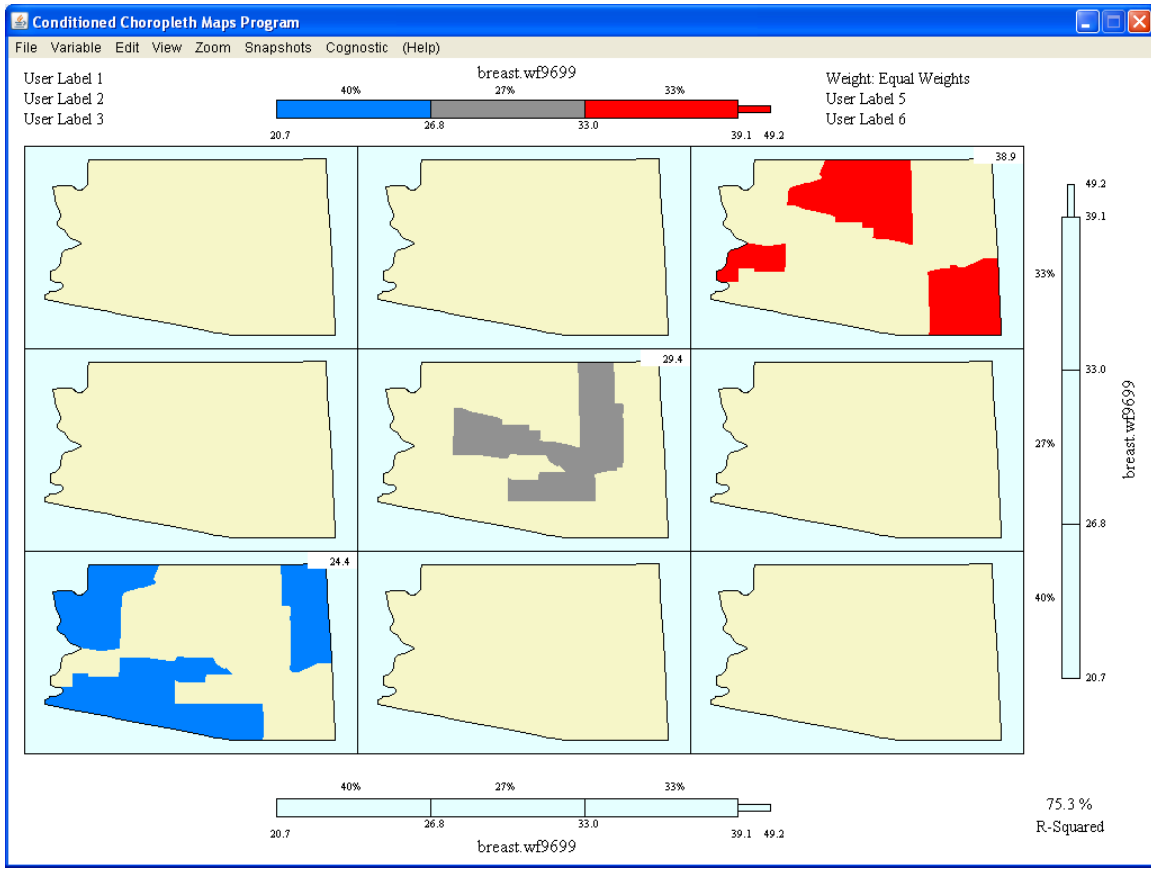 Conditioned Choropleth Maps Program
File Variable Edit View Zoom Snapshots Cognostic (Help)
User Label 1
User Label 2
User Label 3
breast.wf9699
40% 27% 33%
20.7 26.8 33.0 39.1 49.2
Weight: Equal Weights
User Label 5
User Label 6
38.9
29.4
24.4
49.2
39.1
33%
33.0
27%
26.8
40%
20.7
breast.wf9699
40% 27% 33%
20.7 26.8 33.0 39.1 49.2
breast.wf9699
75.3 %
R-Squared